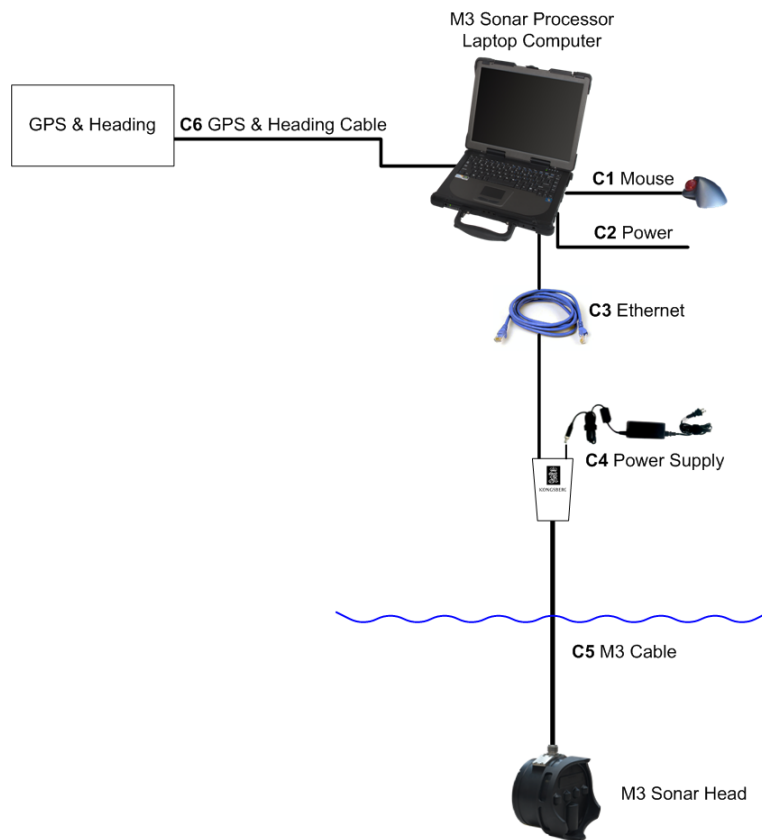 M3 Sonar Processor
Laptop Computer
GPS & Heading
C6 GPS & Heading Cable
C1 Mouse
C2 Power
C3 Ethernet
C4 Power Supply
KONGSBERG
C5 M3 Cable
M3 Sonar Head